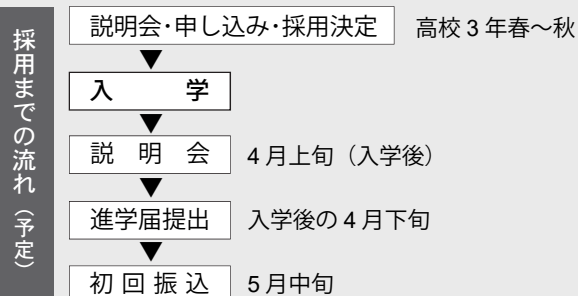 採用までの流れ（予定）
説明会･申し込み･採用決定 高校3年春～秋
入学
説明会 4月上旬（入学後）
進学届提出 入学後の4月下旬
初回振込 5月中旬